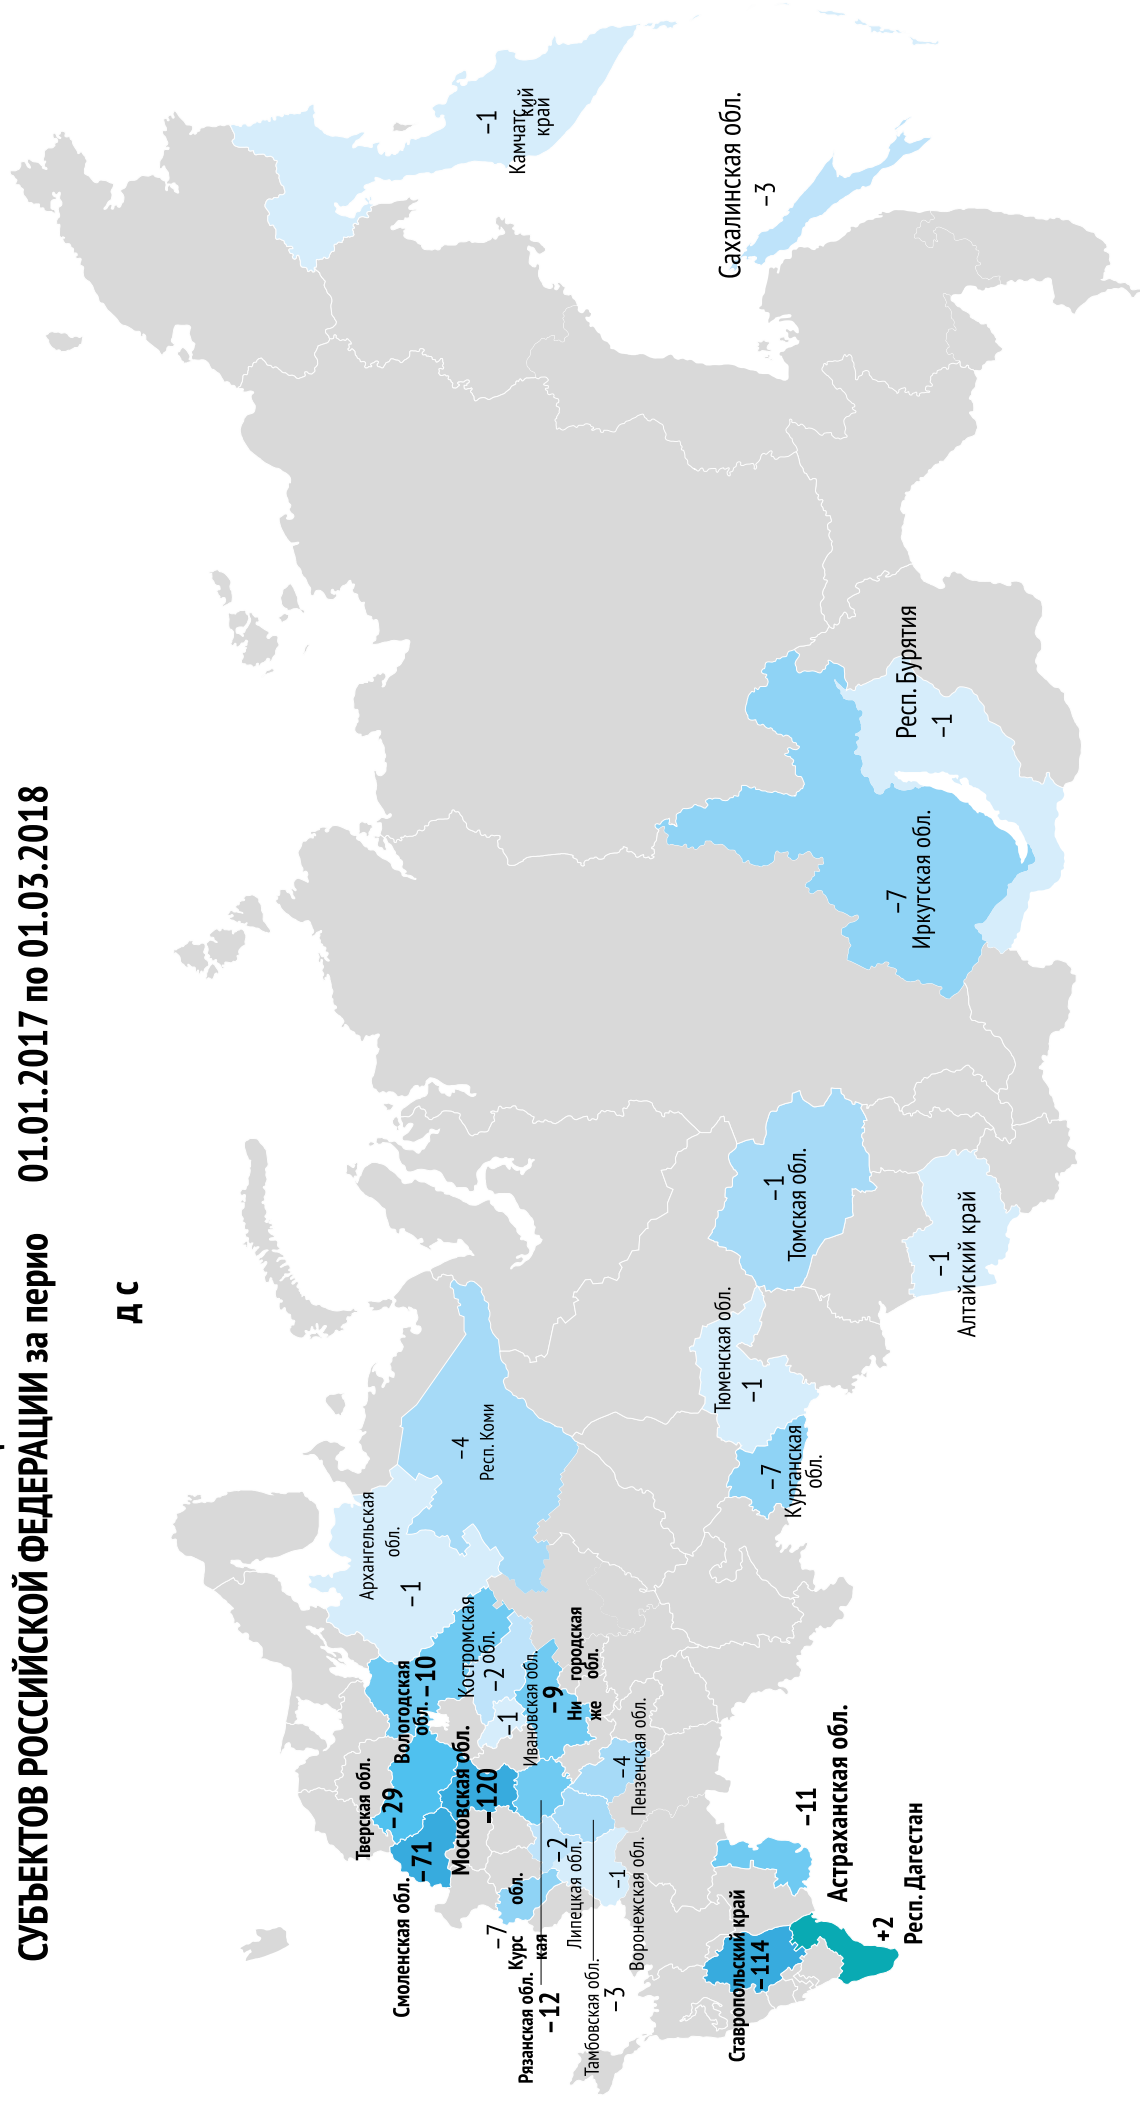 СУБЪЕКТОВ РОССИЙСКОЙ ФЕДЕРАЦИИ за перио
01.01.2017 по 01.03.2018
д с
Тверская обл.
−29
Смоленская обл.
−71
Вологодская
обл.
−10
Московская обл.
−120
Архангельская
обл.
−1
Респ. Коми
−4
Костромская
обл.
−2
−1
Ивановская обл.
−9
Ни
же
городская
обл.
−7
Курс
кая
обл.
Рязанская обл.
−12
−2
Липецкая обл.
Тамбовская обл.
−3
−1
Воронежская обл.
−4
Пензенская обл.
Ставропольский край
−114
−11
Астраханская обл.
+2
Респ. Дагестан
Тюменская обл.
−1
−7
Курганская
обл.
−1
Томская обл.
−1
Алтайский край
−7
Иркутская обл.
Респ. Бурятия
−1
Сахалинская обл.
−3
−1
Камчатский
край